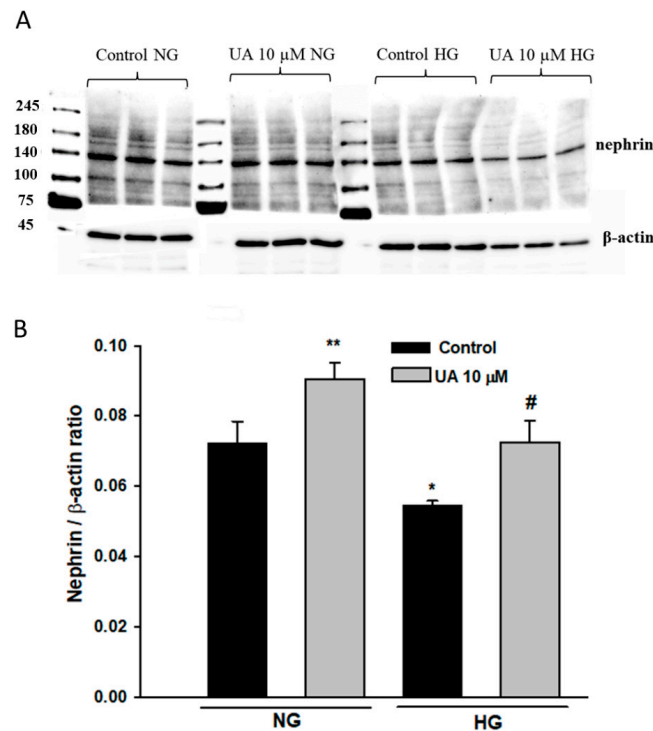 A
Control NG
UA 10 µM NG
Control HG
UA 10 µM HG
245
180
140
100
75
45
nephrin
β-actin
B
Nephrin / β-actin ratio
0.10
0.08
0.06
0.04
0.02
0.00
**
*
#
Control
UA 10 µM
NG
HG